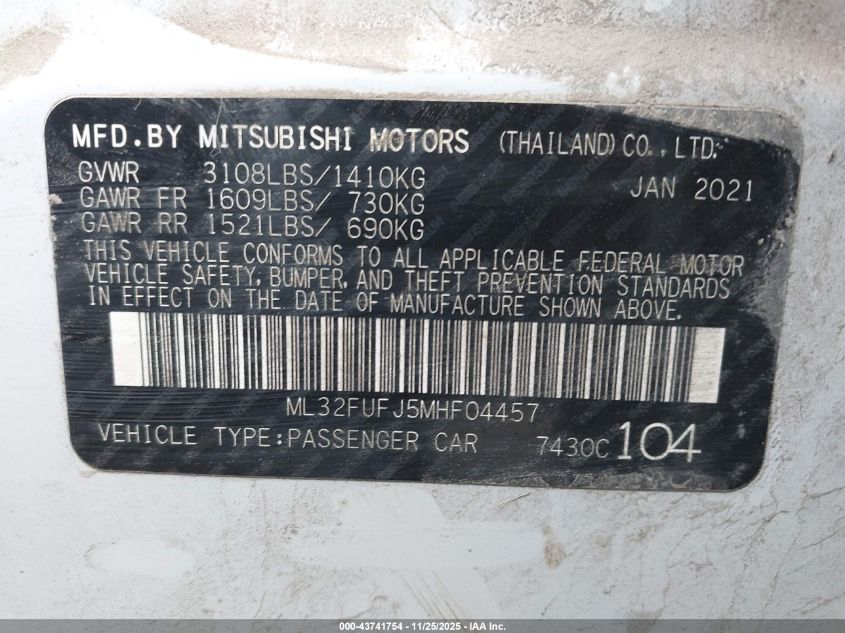 MFD.BY MITSUBISHI MOTORS (THAILAND) CO., LTD.
GVWR 3108LBS/1410KG JAN 2021
GAWR FR 1609LBS/ 730KG
GAWR RR 1521LBS/ 690KG
THIS VEHICLE CONFORMS TO ALL APPLICABLE FEDERAL MOTOR
VEHICLE SAFETY, BUMPER, AND THEFT PREVENTION STANDARDS
IN EFFECT ON THE DATE OF MANUFACTURE SHOWN ABOVE.
ML32FUFJ5MHF04457
VEHICLE TYPE:PASSENGER CAR 7430C 104
000-43741754 - 11/25/2025 - IAA Inc.